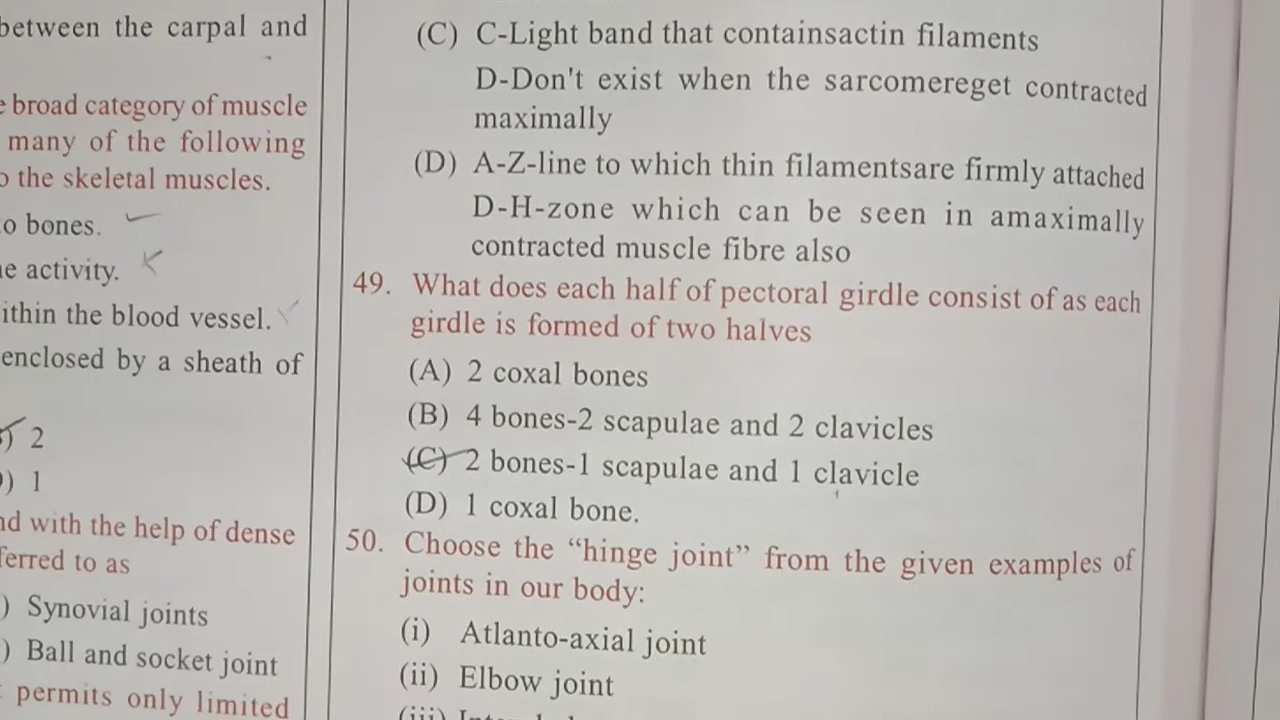 between the carpal and
broad category of muscle
many of the following
the skeletal muscles.
bones.
activity.
ithin the blood vessel.
enclosed by a sheath of
2
) 1
with the help of dense
ferred to as
) Synovial joints
) Ball and socket joint
permits only limited
(C) C-Light band that containsactin filaments
D-Don't exist when the sarcomereget contracted
maximally
(D) A-Z-line to which thin filamentsare firmly attached
D-H-zone which can be seen in amaximally
contracted muscle fibre also
49. What does each half of pectoral girdle consist of as each
girdle is formed of two halves
(A) 2 coxal bones
(B) 4 bones-2 scapulae and 2 clavicles
(C) 2 bones-1 scapulae and 1 clavicle
(D) 1 coxal bone.
50. Choose the “hinge joint” from the given examples of
joints in our body:
(i) Atlanto-axial joint
(ii) Elbow joint
(iii)